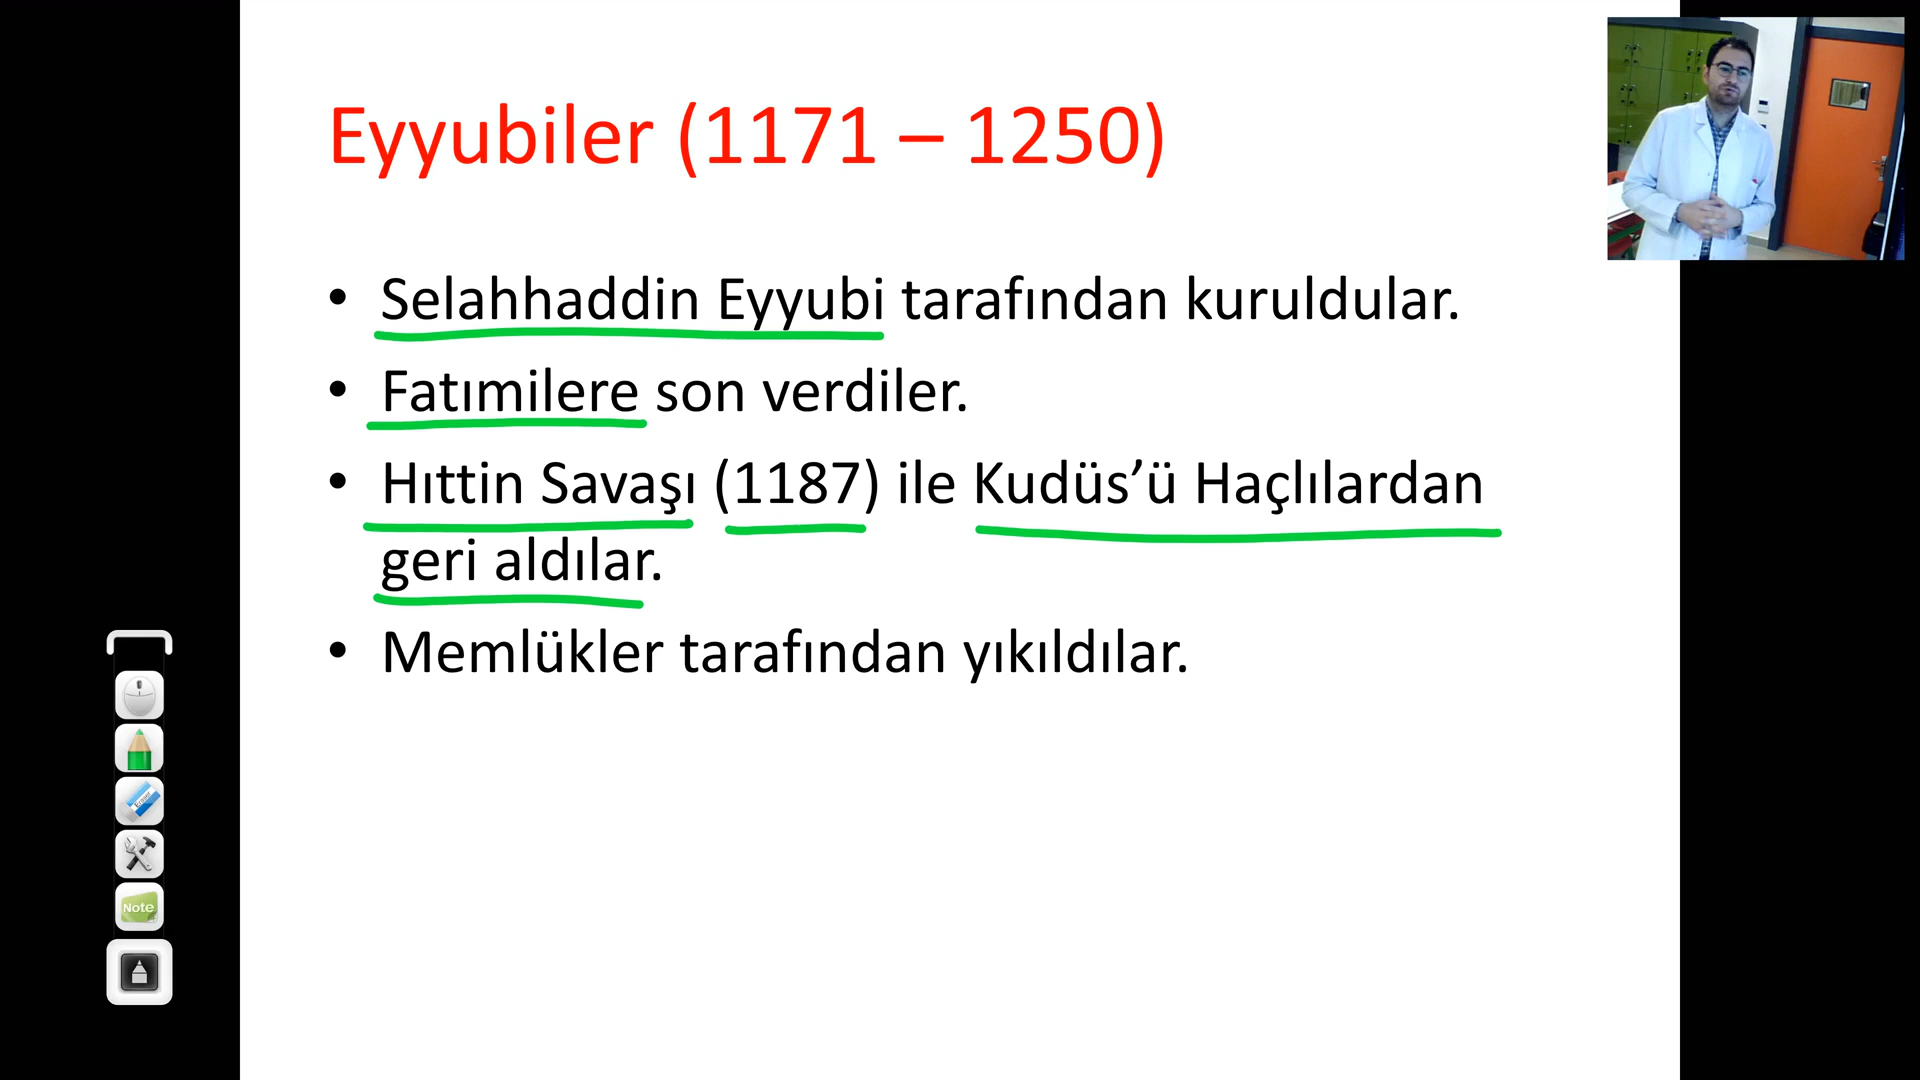 Eyyubiler (1171 – 1250)
• Selahhaddin Eyyubi tarafından kuruldular.
• Fatımilere son verdiler.
• Hıttin Savaşı (1187) ile Kudüs’ü Haçlılardan
geri aldılar.
• Memlükler tarafından yıkıldılar.
Eraser
Note